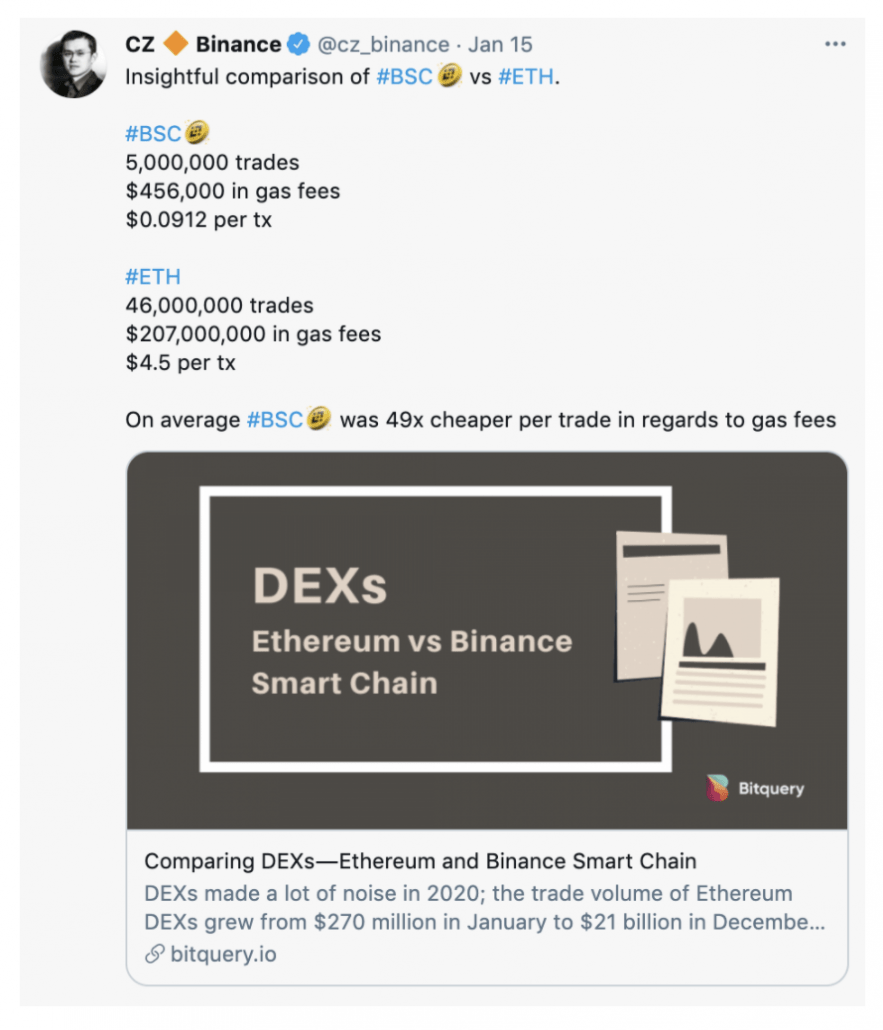 CZ 🔶 Binance @cz_binance · Jan 15
Insightful comparison of #BSC vs #ETH.
#BSC
5,000,000 trades
$456,000 in gas fees
$0.0912 per tx
#ETH
46,000,000 trades
$207,000,000 in gas fees
$4.5 per tx
On average #BSC was 49x cheaper per trade in regards to gas fees
DEXs
Ethereum vs Binance
Smart Chain
Bitquery
Comparing DEXs—Ethereum and Binance Smart Chain
DEXs made a lot of noise in 2020; the trade volume of Ethereum
DEXs grew from $270 million in January to $21 billion in Decembe...
bitquery.io